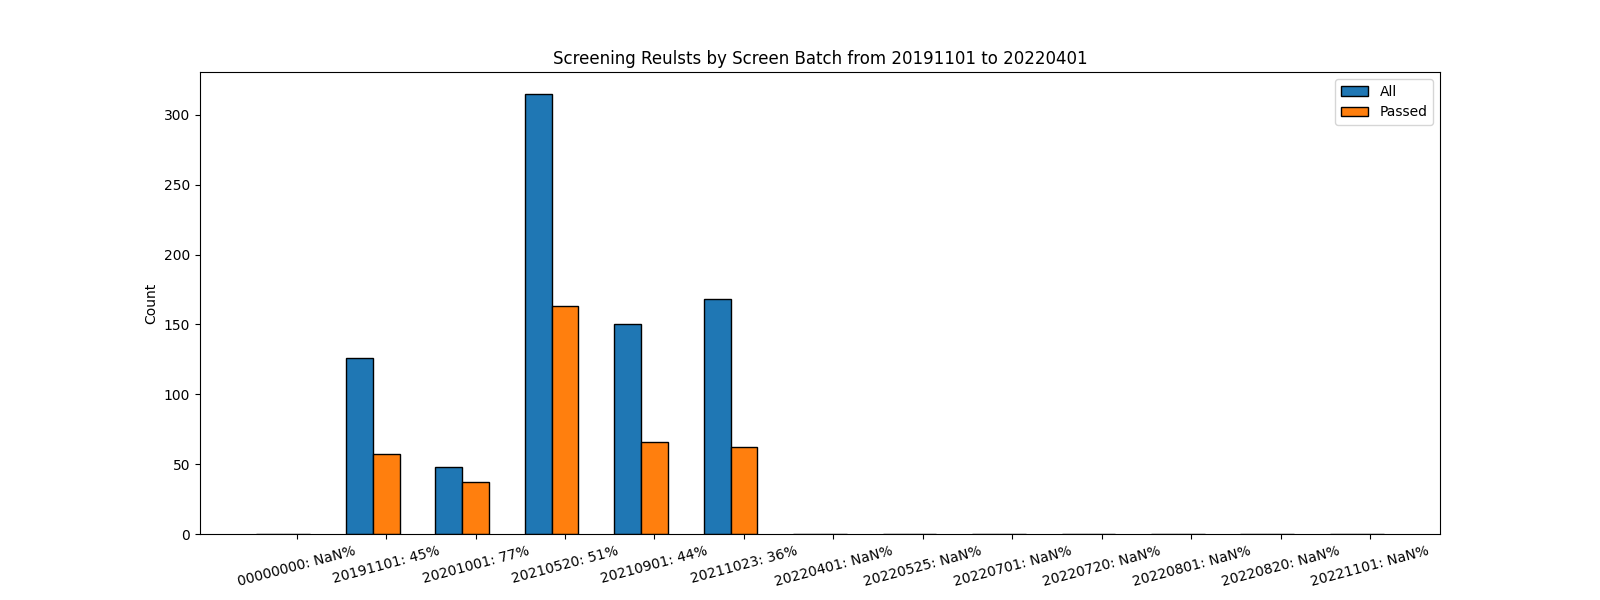 Screening Reulsts by Screen Batch from 20191101 to 20220401
All
Passed
Count
300
250
200
150
100
50
0
00000000: NaN%
20191101: 45%
20201001: 77%
20210520: 51%
20210901: 44%
20211023: 36%
20220401: NaN%
20220525: NaN%
20220701: NaN%
20220720: NaN%
20220801: NaN%
20220820: NaN%
20221101: NaN%